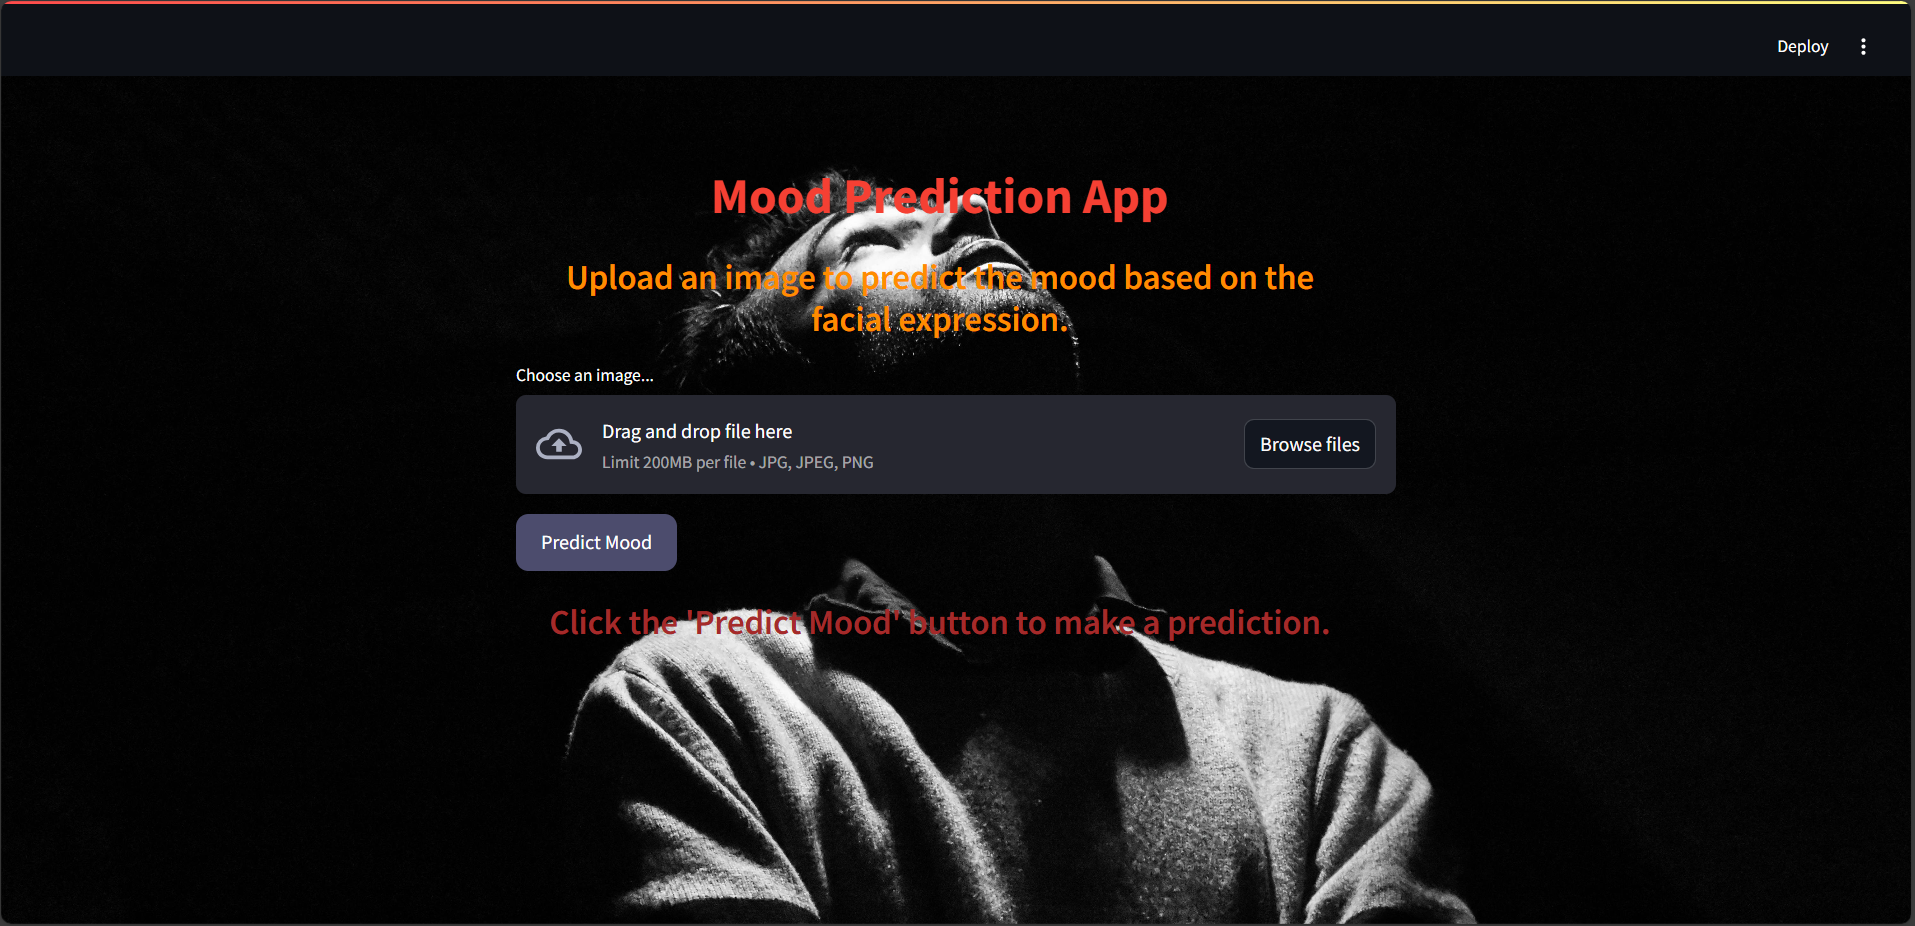 Deploy
Mood Prediction App
Upload an image to predict the mood based on the
facial expression.
Choose an image...
Drag and drop file here
Limit 200MB per file • JPG, JPEG, PNG
Browse files
Predict Mood
Click the 'Predict Mood' button to make a prediction.